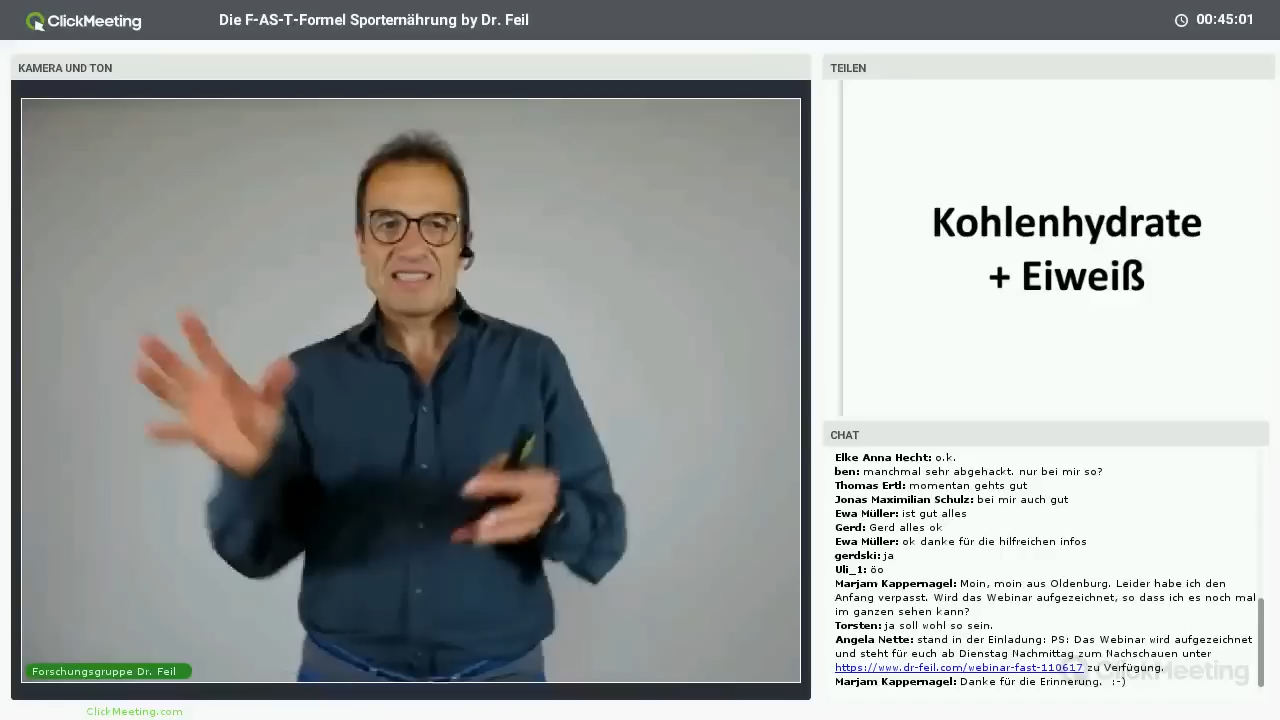 ClickMeeting
Die F-AS-T-Formel Sporternährung by Dr. Feil
00:45:01
KAMERA UND TON
Forschungsgruppe Dr. Feil
ClickMeeting.com
TEILEN
Kohlenhydrate
+ Eiweiß
CHAT
Elke Anna Hecht: o.k.
ben: manchmal sehr abgehackt. nur bei mir so?
Thomas Ertl: momentan gehts gut
Jonas Maximilian Schulz: bei mir auch gut
Ewa Müller: ist gut alles
Gerd: Gerd alles ok
Ewa Müller: ok danke für die hilfreichen infos
gerdski: ja
Uli_1: öo
Marjam Kappernagel: Moin, moin aus Oldenburg. Leider habe ich den
Anfang verpasst. Wird das Webinar aufgezeichnet, so dass ich es noch mal
im ganzen sehen kann?
Torsten: ja soll wohl so sein.
Angela Nette: stand in der Einladung: PS: Das Webinar wird aufgezeichnet
und steht für euch ab Dienstag Nachmittag zum Nachschauen unter
https://www.dr-feil.com/webinar-fast-110617 zu Verfügung.
Marjam Kappernagel: Danke für die Erinnerung. :-)
ClickMeeting